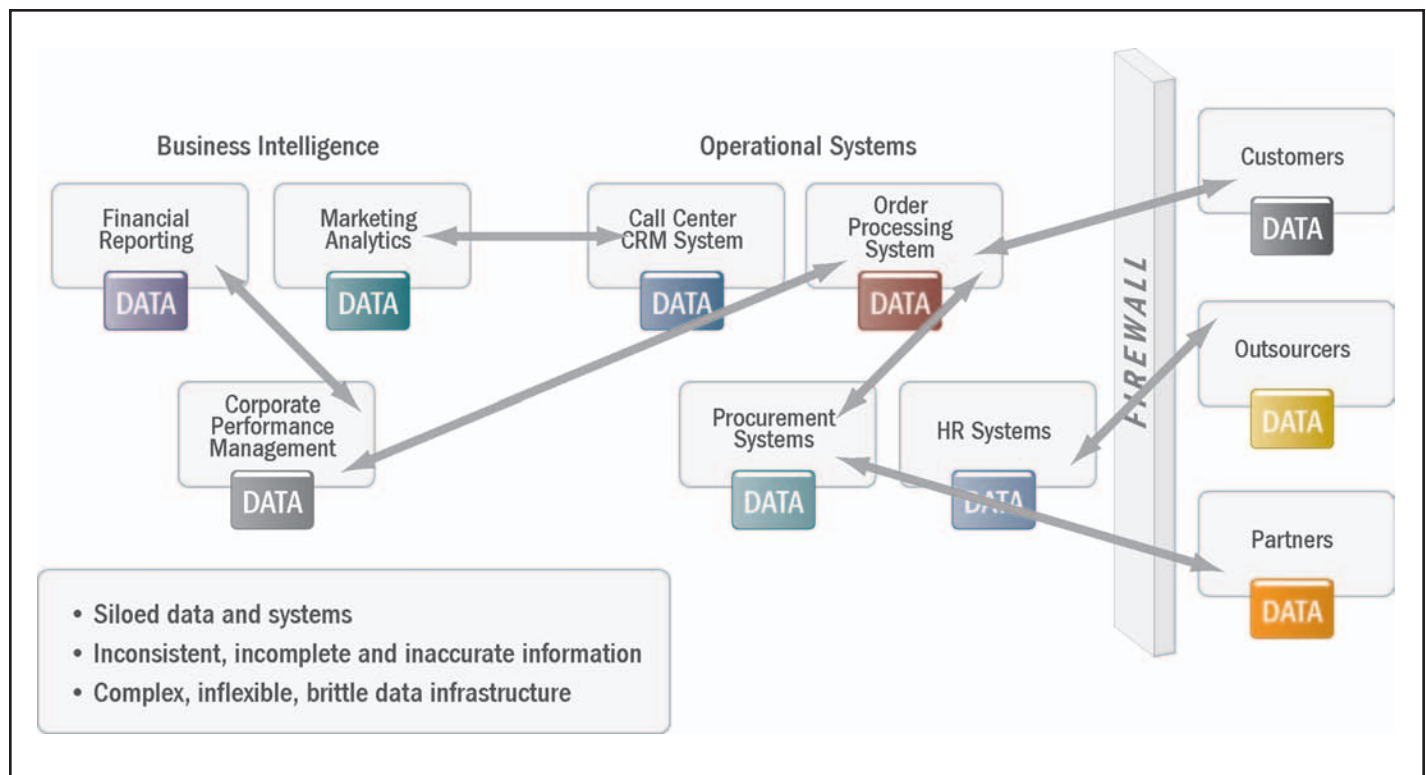 Business Intelligence
Operational Systems
Financial
Reporting
DATA
Marketing
Analytics
DATA
Call Center
CRM System
DATA
Order
Processing
System
DATA
Corporate
Performance
Management
DATA
Procurement
Systems
DATA
HR Systems
DATA
FIREWALL
Customers
DATA
Outsourcers
DATA
Partners
DATA
• Siloed data and systems
• Inconsistent, incomplete and inaccurate information
• Complex, inflexible, brittle data infrastructure